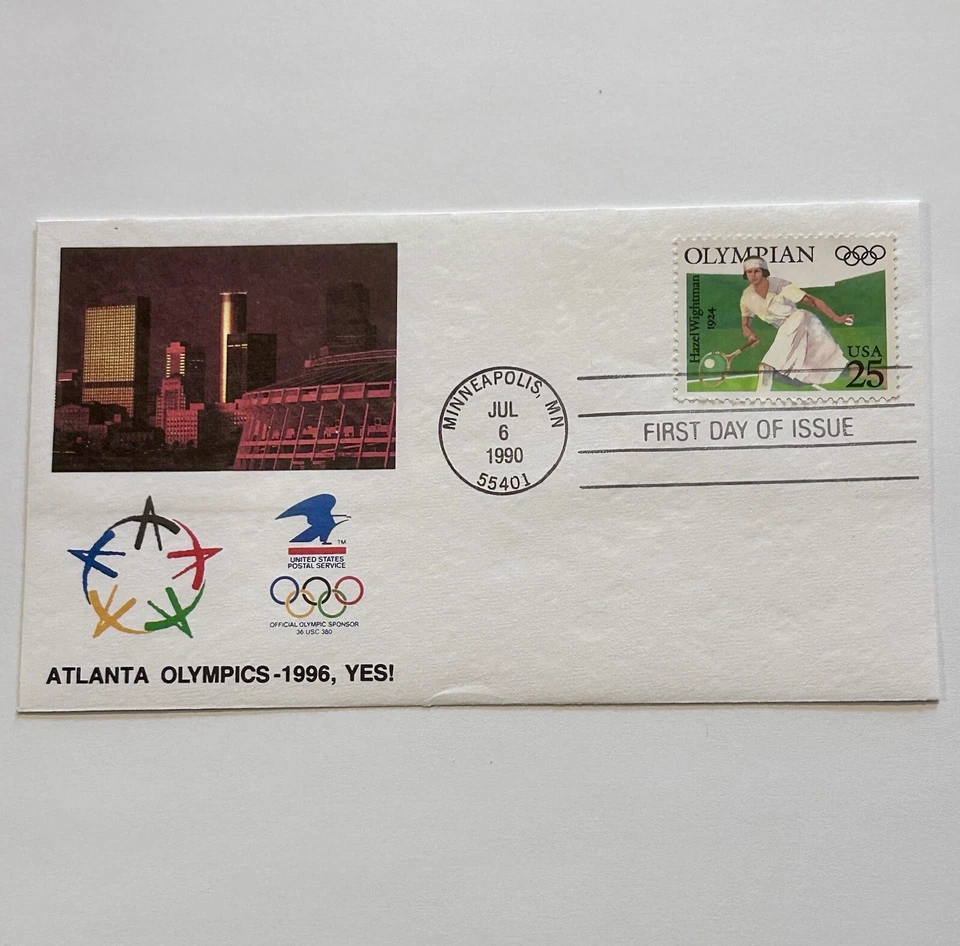 OLYMPIAN
Hazel Wightman
1924
USA
25
MINNEAPOLIS, MN
JUL
6
1990
55401
FIRST DAY OF ISSUE
TM
UNITED STATES
POSTAL SERVICE
OFFICIAL OLYMPIC SPONSOR
36 USC 380
ATLANTA OLYMPICS-1996, YES!